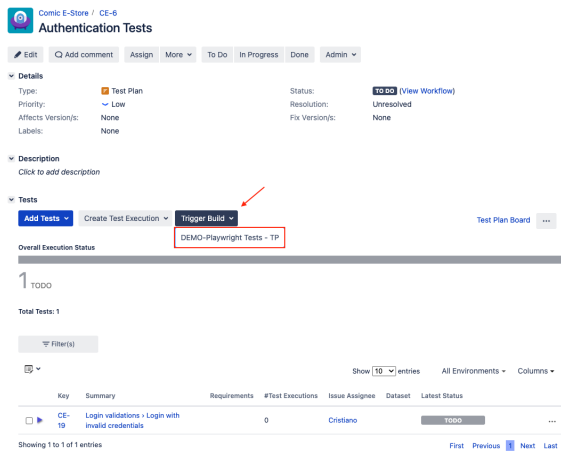 Comic E-Store / CE-6
Authentication Tests
Edit Add comment Assign More To Do In Progress Done Admin
Details
Type: Test Plan Status: TO DO (View Workflow)
Priority: Low Resolution: Unresolved
Affects Version/s: None Fix Version/s: None
Labels: None
Description
Click to add description
Tests
Add Tests Create Test Execution Trigger Build Test Plan Board ...
DEMO-Playwright Tests - TP
Overall Execution Status
1 TODO
Total Tests: 1
Filter(s)
Show 10 entries All Environments Columns
Key Summary Requirements #Test Executions Issue Assignee Dataset Latest Status
CE-19 Login validations › Login with invalid credentials 0 Cristiano TODO ...
Showing 1 to 1 of 1 entries First Previous 1 Next Last